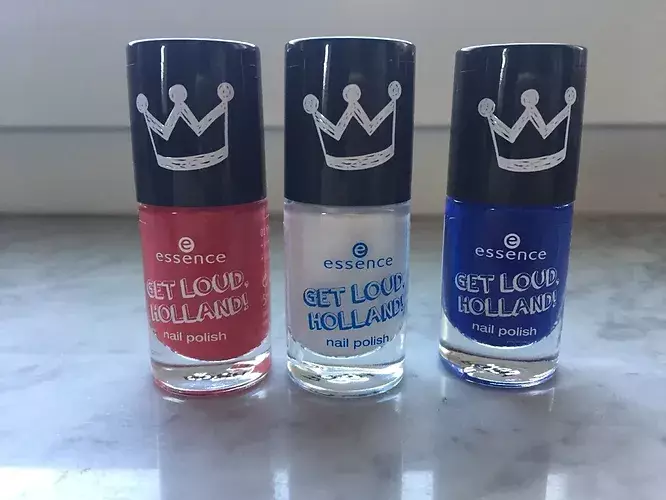 e
essence
GET LOUD,
HOLLAND!
nail polish
e
essence
GET LOUD,
HOLLAND!
nail polish
e
essence
GET LOUD,
HOLLAND!
nail polish